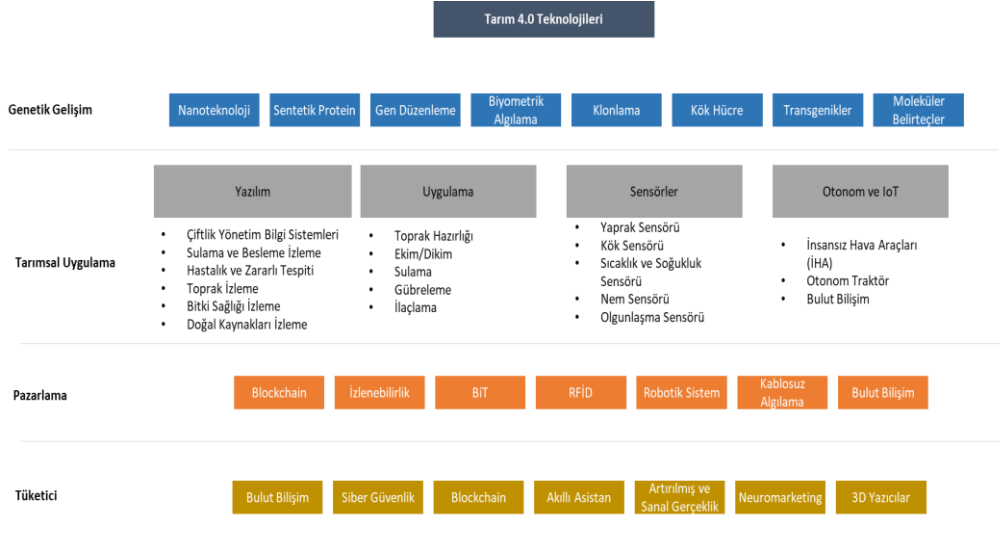 Tarım 4.0 Teknolojileri
Genetik Gelişim
Nanoteknoloji
Sentetik Protein
Gen Düzenleme
Biyometrik
Algılama
Klonlama
Kök Hücre
Transgenikler
Moleküler
Belirteçler
Tarımsal Uygulama
Yazılım
• Çiftlik Yönetim Bilgi Sistemleri
• Sulama ve Besleme İzleme
• Hastalık ve Zararlı Tespiti
• Toprak İzleme
• Bitki Sağlığı İzleme
• Doğal Kaynakları İzleme
Uygulama
• Toprak Hazırlığı
• Ekim/Dikim
• Sulama
• Gübreleme
• İlaçlama
Sensörler
• Yaprak Sensörü
• Kök Sensörü
• Sıcaklık ve Soğukluk
Sensörü
• Nem Sensörü
• Olgunlaşma Sensörü
Otonom ve IoT
• İnsansız Hava Araçları
(İHA)
• Otonom Traktör
• Bulut Bilişim
Pazarlama
Blockchain
İzlenebilirlik
BiT
RFİD
Robotik Sistem
Kablosuz
Algılama
Bulut Bilişim
Tüketici
Bulut Bilişim
Siber Güvenlik
Blockchain
Akıllı Asistan
Artırılmış ve
Sanal Gerçeklik
Neuromarketing
3D Yazıcılar